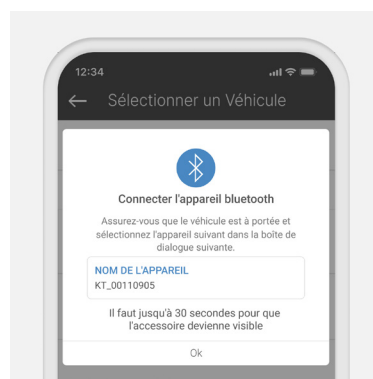 12:34
← Sélectionner un Véhicule
Connecter l'appareil bluetooth
Assurez-vous que le véhicule est à portée et
sélectionnez l'appareil suivant dans la boîte de
dialogue suivante.
NOM DE L'APPAREIL
KT_00110905
Il faut jusqu'à 30 secondes pour que
l'accessoire devienne visible
Ok